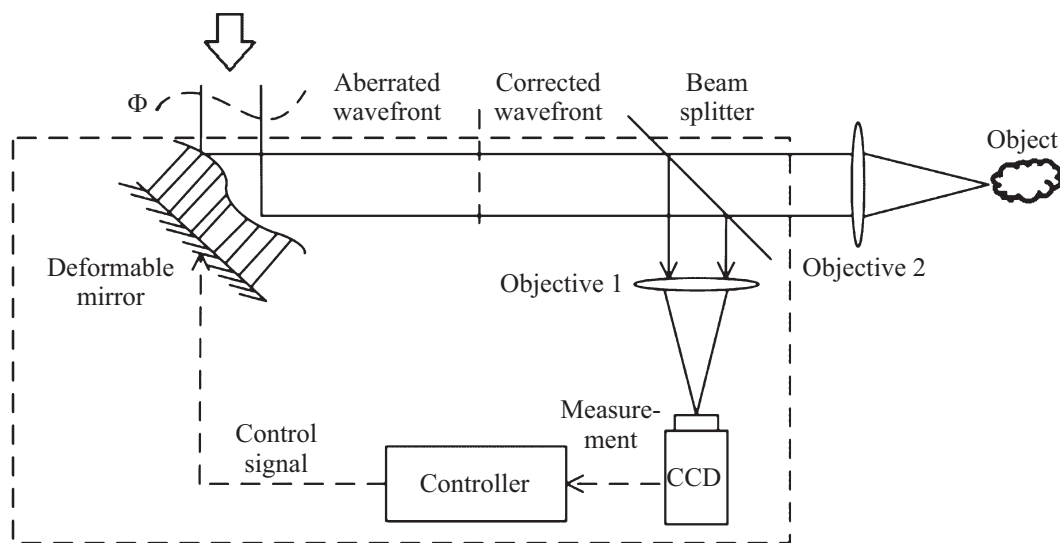 Φ
Aberrated
wavefront
Corrected
wavefront
Beam
splitter
Object
Deformable
mirror
Objective 1
Objective 2
Measure-
ment
Control
signal
Controller
CCD